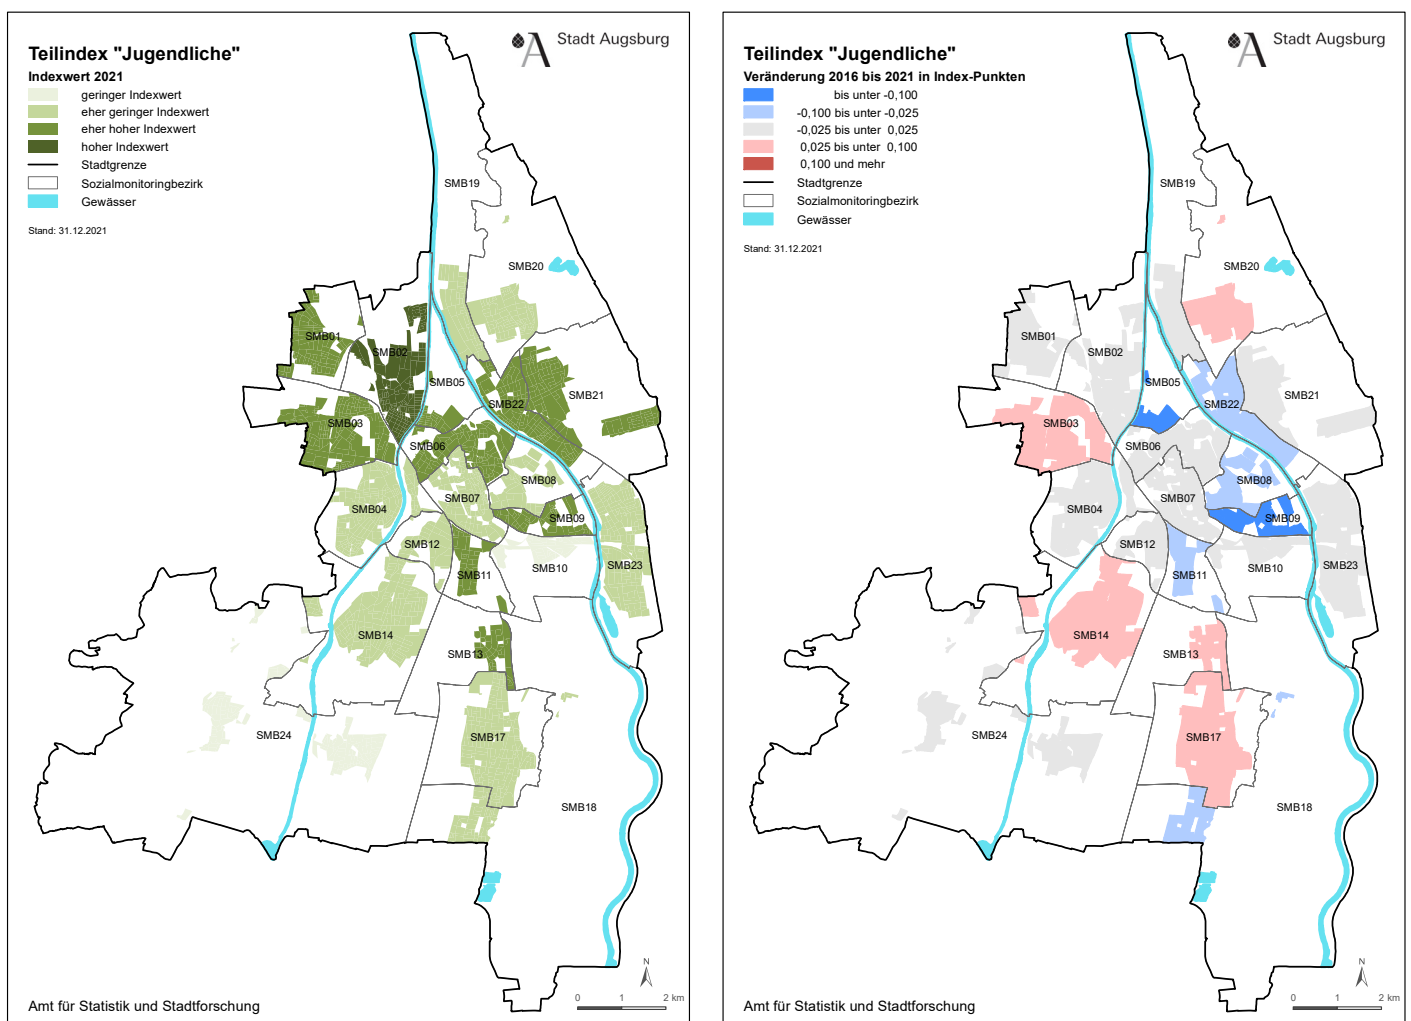 Teilindex "Jugendliche"
Stadt Augsburg
Indexwert 2021
geringer Indexwert
eher geringer Indexwert
eher hoher Indexwert
hoher Indexwert
Stadtgrenze
Sozialmonitoringbezirk
Gewässer
Stand: 31.12.2021
SMB19
SMB20
SMB01
SMB02
SMB05
SMB21
SMB22
SMB03
SMB06
SMB08
SMB07
SMB04
SMB09
SMB12
SMB10
SMB23
SMB11
SMB14
SMB13
SMB24
SMB17
SMB18
N
0 1 2 km
Amt für Statistik und Stadtforschung
Teilindex "Jugendliche"
Stadt Augsburg
Veränderung 2016 bis 2021 in Index-Punkten
bis unter -0,100
-0,100 bis unter -0,025
-0,025 bis unter 0,025
0,025 bis unter 0,100
0,100 und mehr
Stadtgrenze
Sozialmonitoringbezirk
Gewässer
Stand: 31.12.2021
SMB19
SMB20
SMB01
SMB02
SMB05
SMB21
SMB22
SMB03
SMB06
SMB08
SMB07
SMB04
SMB09
SMB12
SMB10
SMB23
SMB11
SMB14
SMB13
SMB24
SMB17
SMB18
N
0 1 2 km
Amt für Statistik und Stadtforschung